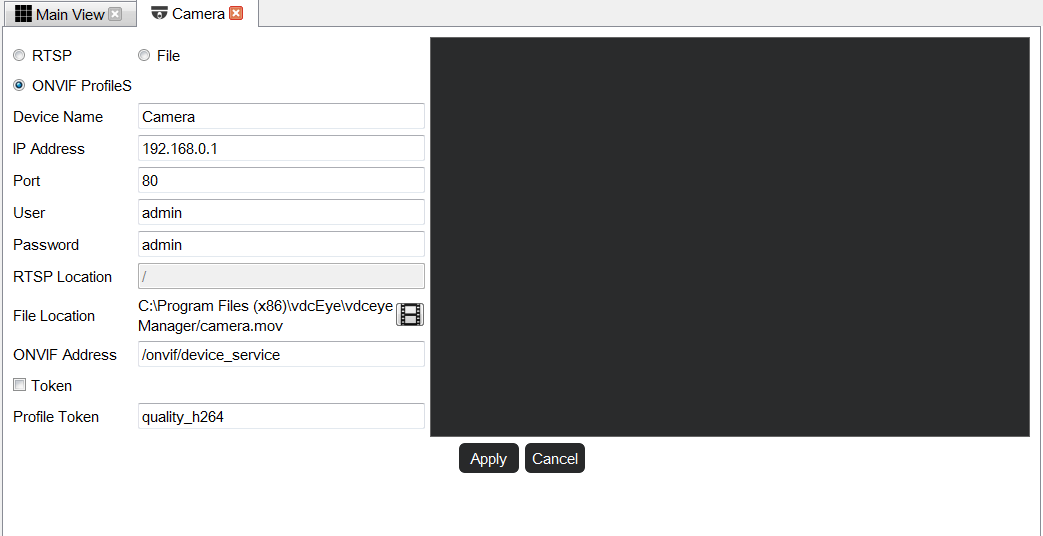 Main View
Camera
RTSP
File
ONVIF ProfileS
Device Name
Camera
IP Address
192.168.0.1
Port
80
User
admin
Password
admin
RTSP Location
/
File Location
C:\Program Files (x86)\vdcEye\vdceye
Manager/camera.mov
ONVIF Address
/onvif/device_service
Token
Profile Token
quality_h264
Apply
Cancel